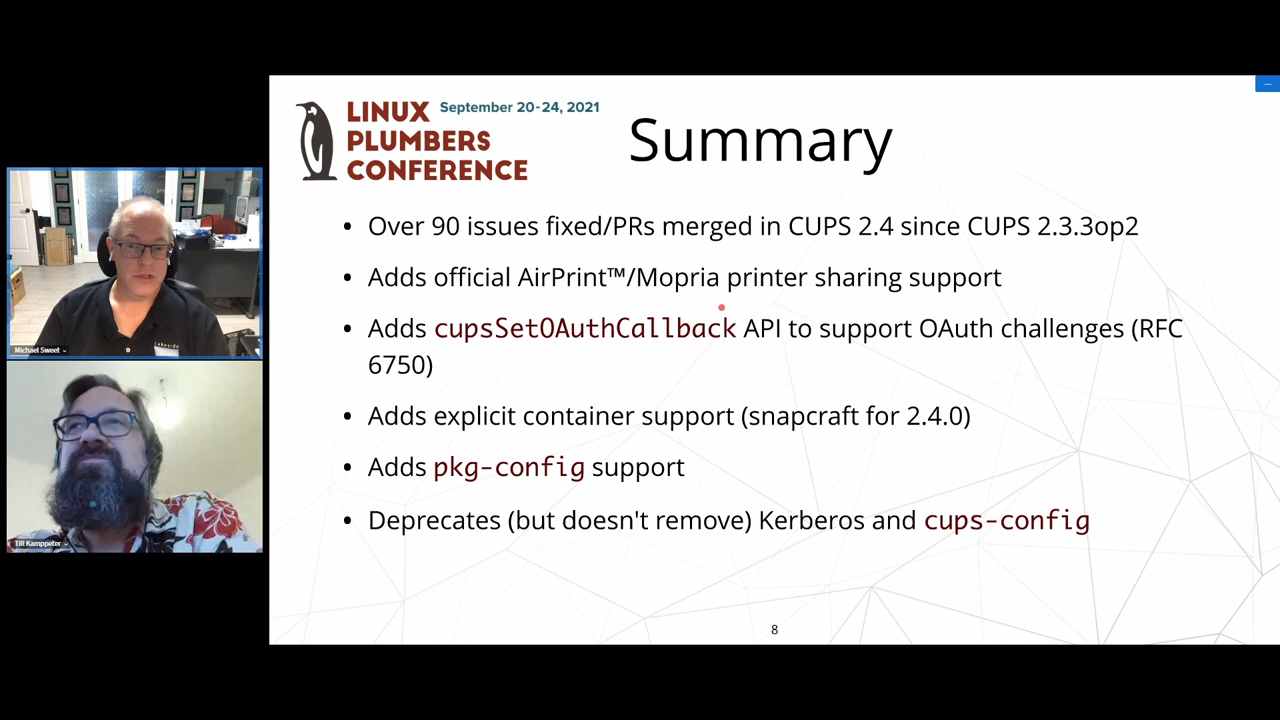 LINUX
September 20-24, 2021
PLUMBERS
CONFERENCE
Summary
• Over 90 issues fixed/PRs merged in CUPS 2.4 since CUPS 2.3.3op2
• Adds official AirPrint™/Mopria printer sharing support
• Adds cupsSetOAuthCallback API to support OAuth challenges (RFC
6750)
• Adds explicit container support (snapcraft for 2.4.0)
• Adds pkg-config support
• Deprecates (but doesn't remove) Kerberos and cups-config
8
Lakeside
Michael Sweet
Till Kamppeter